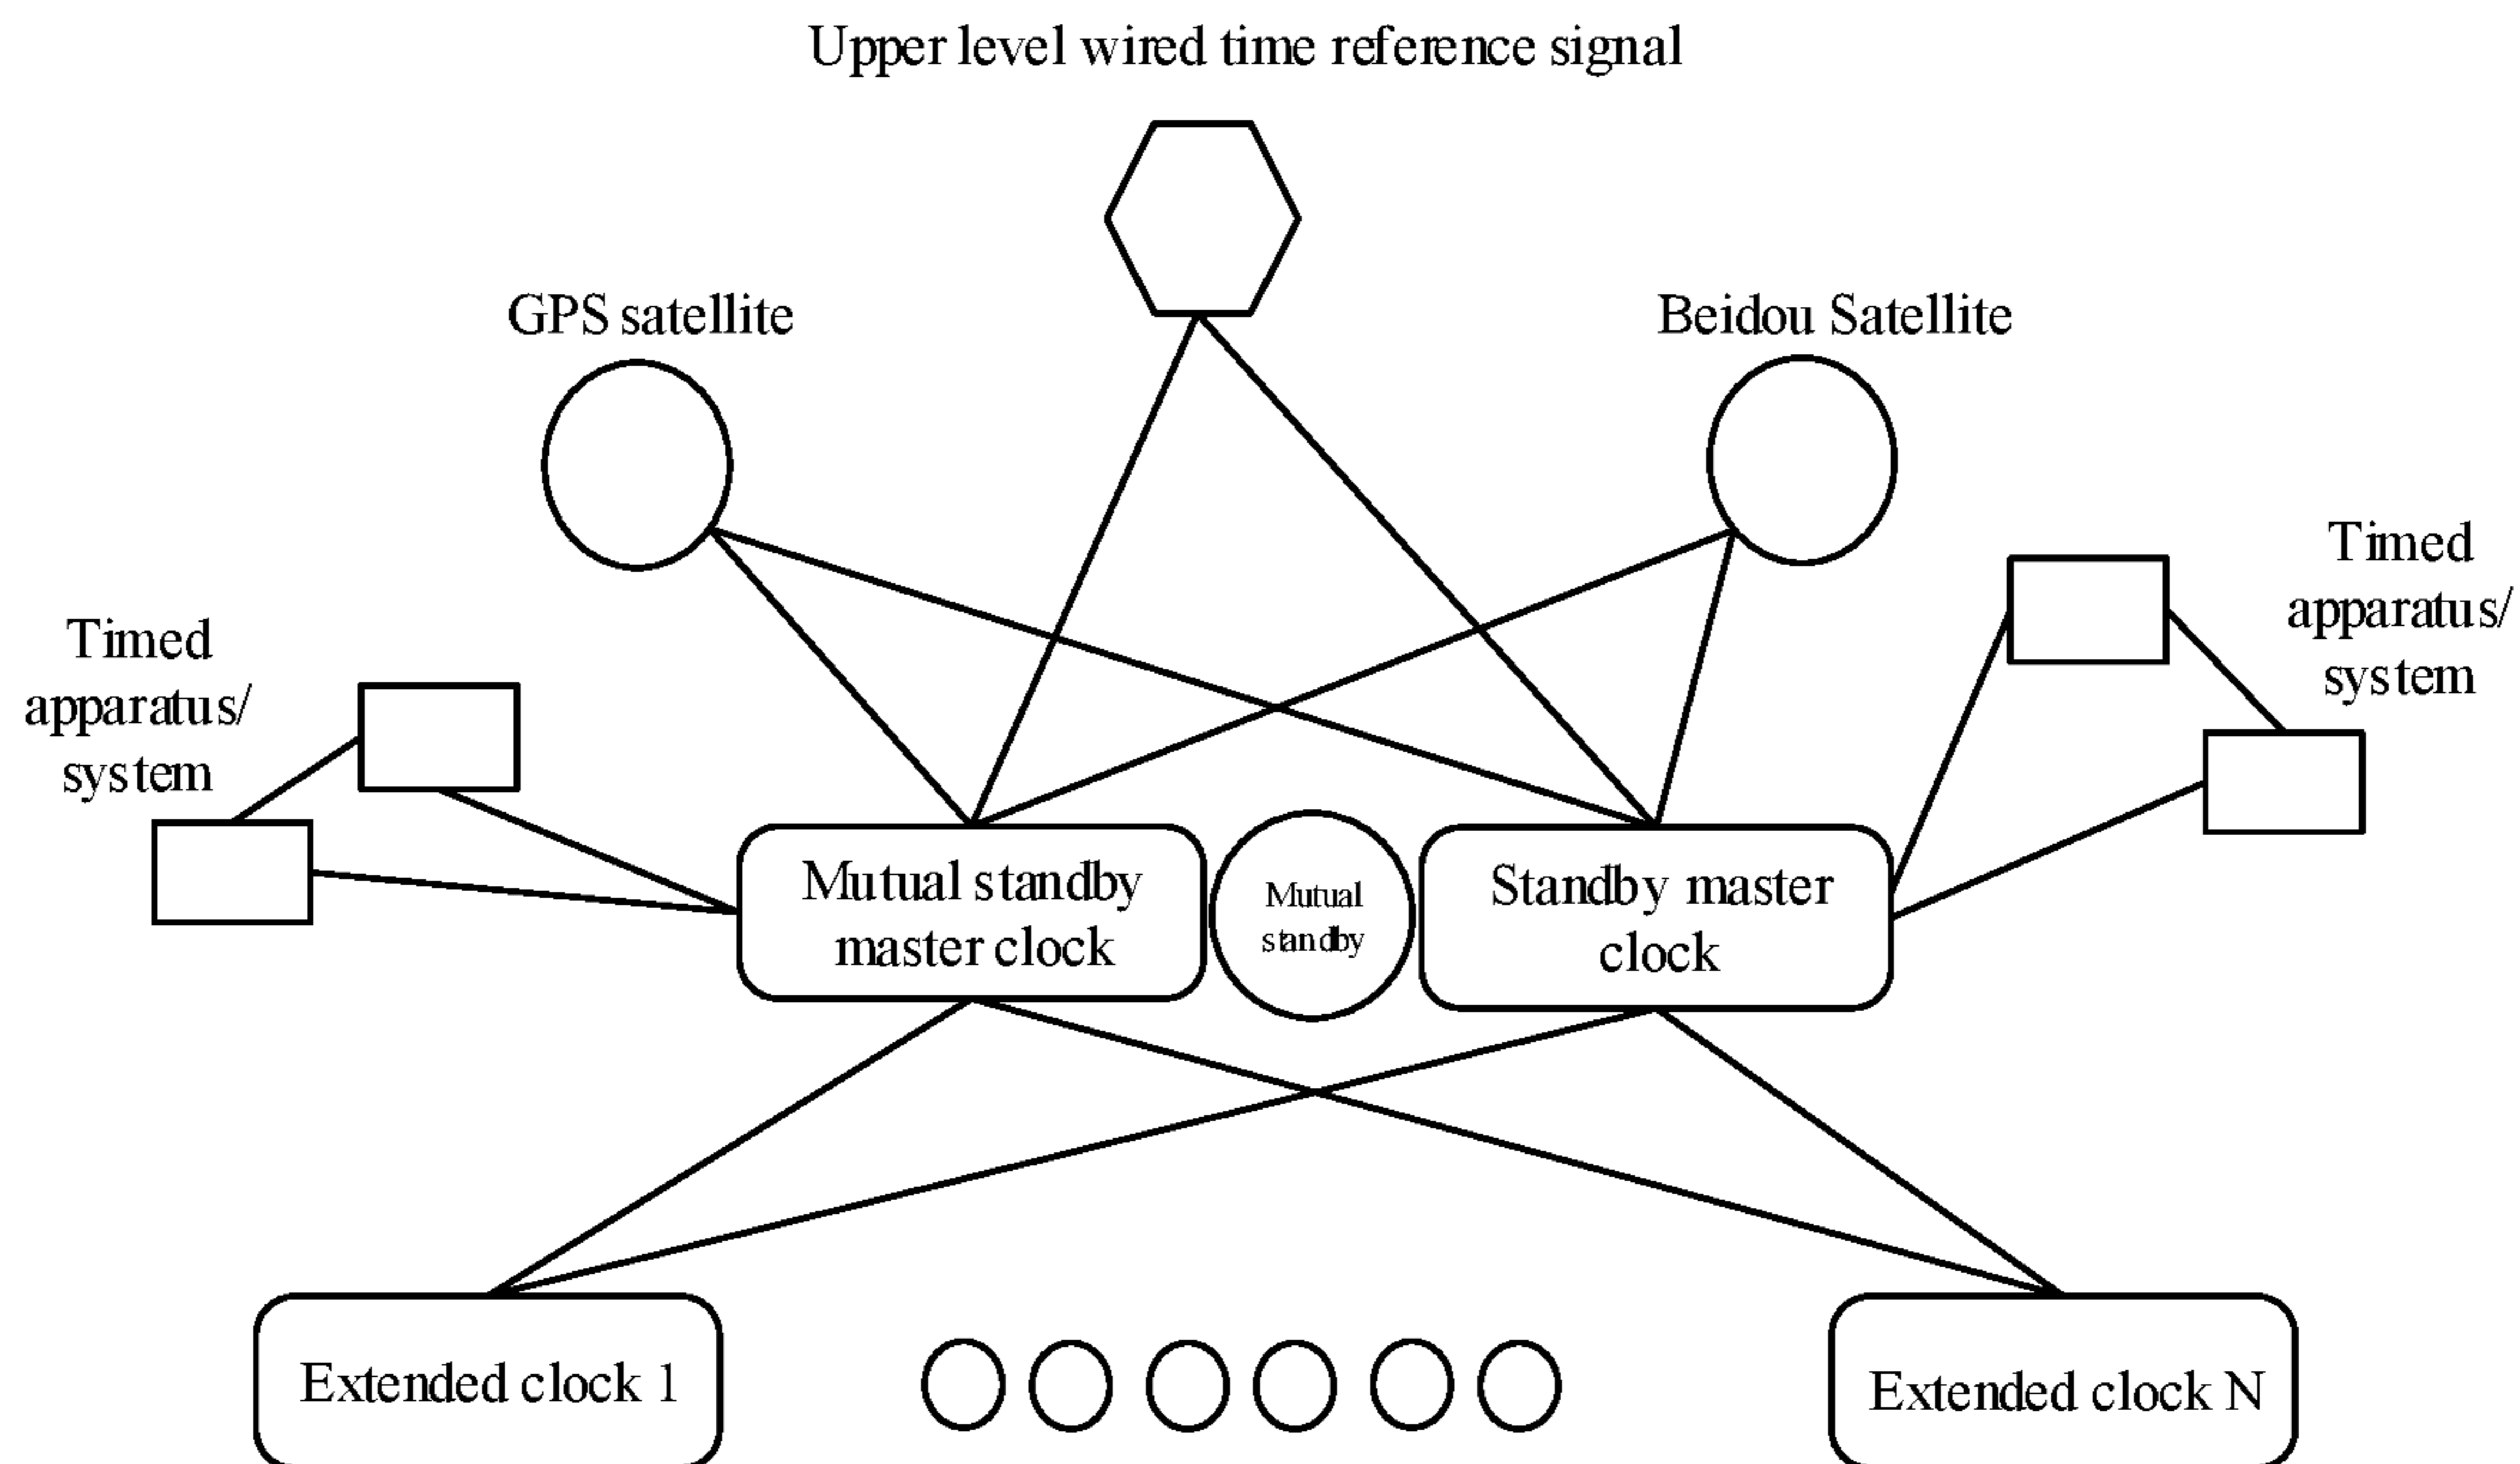 Upper level wired time reference signal
GPS satellite
Beidou Satellite
Timed
apparatus/
system
Timed
apparatus/
system
Mutual standby
master clock
Mutual
standby
Standby master
clock
Extended clock 1
Extended clock N